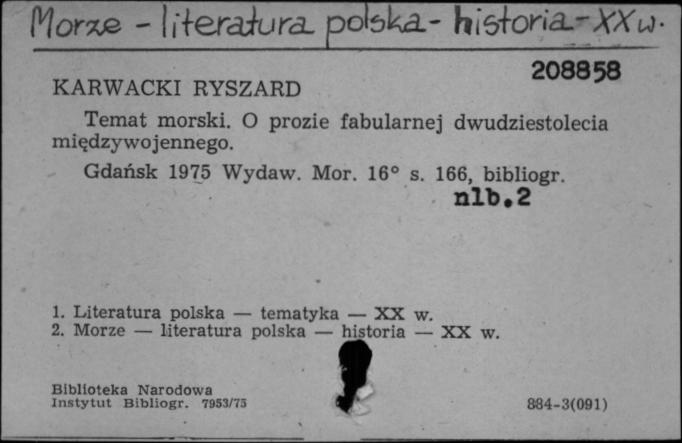 Morze - literatura polska - historia - XX w.
208858
KARWACKI RYSZARD
Temat morski. O prozie fabularnej dwudziestolecia
międzywojennego.
Gdańsk 1975 Wydaw. Mor. 16° s. 166, bibliogr.
nlb.2
1. Literatura polska — tematyka — XX w.
2. Morze — literatura polska — historia — XX w.
Biblioteka Narodowa
Instytut Bibliogr. 7953/75
884-3(091)